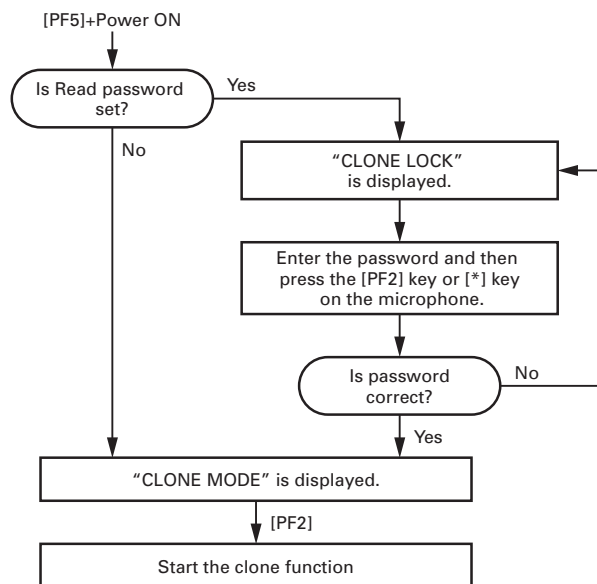 [PF5]+Power ON
Is Read password
set?
Yes
No
“CLONE LOCK”
is displayed.
Enter the password and then
press the [PF2] key or [*] key
on the microphone.
Is password
correct?
No
Yes
“CLONE MODE” is displayed.
[PF2]
Start the clone function